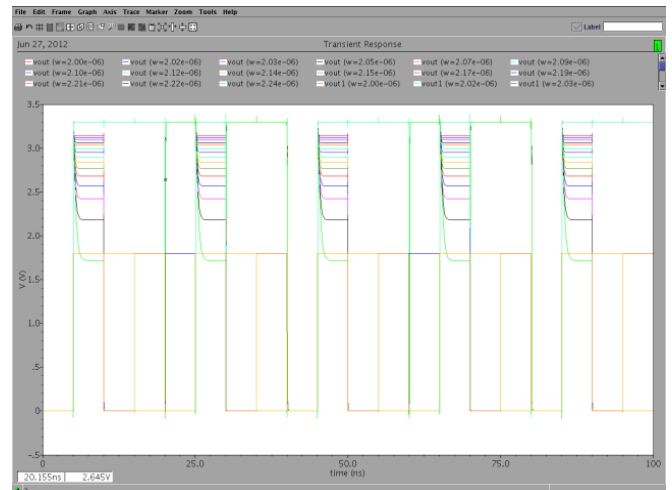 File Edit Frame Graph Axis Trace Marker Zoom Tools Help
Label
Jun 27, 2012 Transient Response 1
vout (w=2.00e-06) vout (w=2.02e-06) vout (w=2.03e-06) vout (w=2.05e-06) vout (w=2.07e-06) vout (w=2.09e-06)
vout (w=2.10e-06) vout (w=2.12e-06) vout (w=2.14e-06) vout (w=2.15e-06) vout (w=2.17e-06) vout (w=2.19e-06)
vout (w=2.21e-06) vout (w=2.22e-06) vout (w=2.24e-06) vout1 (w=2.00e-06) vout1 (w=2.02e-06) vout1 (w=2.03e-06)
3.5
3.0
2.5
2.0
V (V)
1.5
1.0
.5
0
-.5
0 25.0 50.0 75.0 100
time (ns)
20.155ns 2.645V